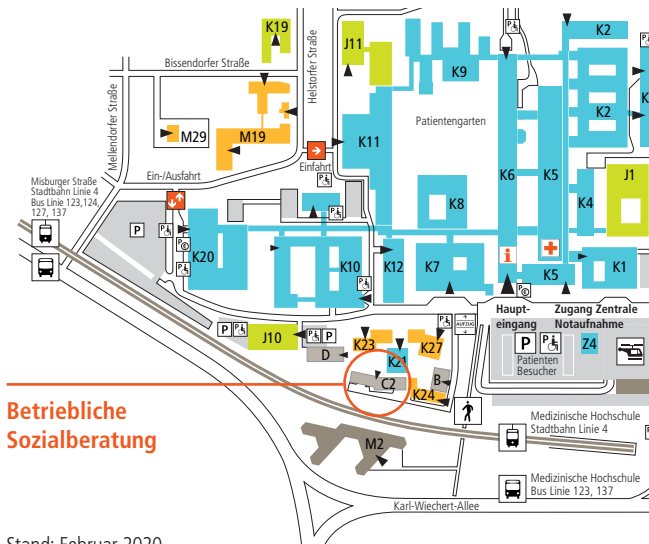 K19
J11
K9
K2
Bissendorfer Straße
Helstorfer Straße
Mellendorfer Straße
M29
M19
K11
Patientengarten
K2
K
K6
K5
Ein-/Ausfahrt
Einfahrt
Misburger Straße
Stadtbahn Linie 4
Bus Linie 123,124,
127, 137
K8
K4
J1
P
K20
K10
K12
K7
i
K5
K1
Haupt-
eingang
Zugang Zentrale
Notaufnahme
AUFZUG
P
J10
P
D
K23
K21
K27
P
Patienten
Besucher
Z4
C2
B
K24
Betriebliche
Sozialberatung
M2
Medizinische Hochschule
Stadtbahn Linie 4
Medizinische Hochschule
Bus Linie 123, 137
Karl-Wiechert-Allee
Stand: Februar 2020